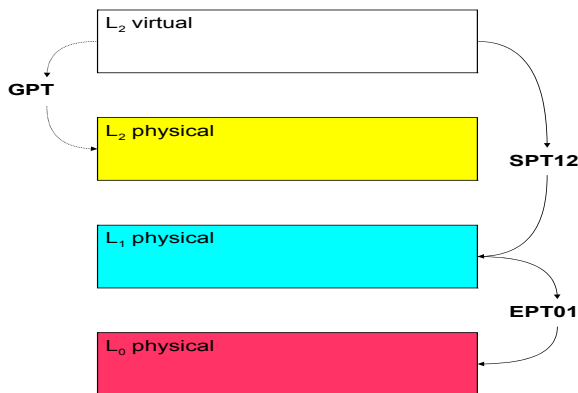 L₂ virtual
GPT
L₂ physical
SPT12
L₁ physical
EPT01
L₀ physical